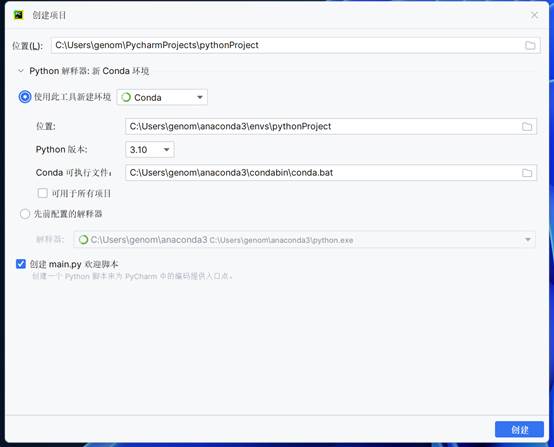 创建项目
位置(L): C:\Users\genom\PycharmProjects\pythonProject
Python 解释器: 新 Conda 环境
使用此工具新建环境 Conda
位置: C:\Users\genom\anaconda3\envs\pythonProject
Python 版本: 3.10
Conda 可执行文件: C:\Users\genom\anaconda3\condabin\conda.bat
可用于所有项目
先前配置的解释器
解释器: C:\Users\genom\anaconda3 C:\Users\genom\anaconda3\python.exe
创建 main.py 欢迎脚本
创建一个 Python 脚本来为 PyCharm 中的编码提供入口点。
创建